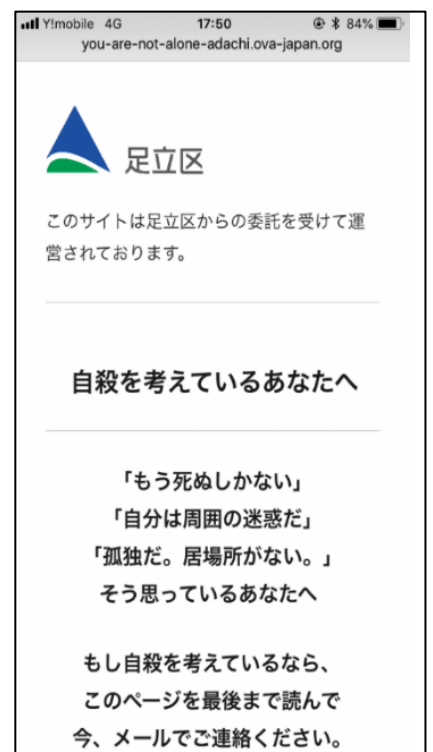 Y!mobile 4G 17:50 84%
you-are-not-alone-adachi.ova-japan.org
足立区
このサイトは足立区からの委託を受けて運
営されております。
自殺を考えているあなたへ
「もう死ぬしかない」
「自分は周囲の迷惑だ」
「孤独だ。居場所がない。」
そう思っているあなたへ
もし自殺を考えているなら、
このページを最後まで読んで
今、メールでご連絡ください。